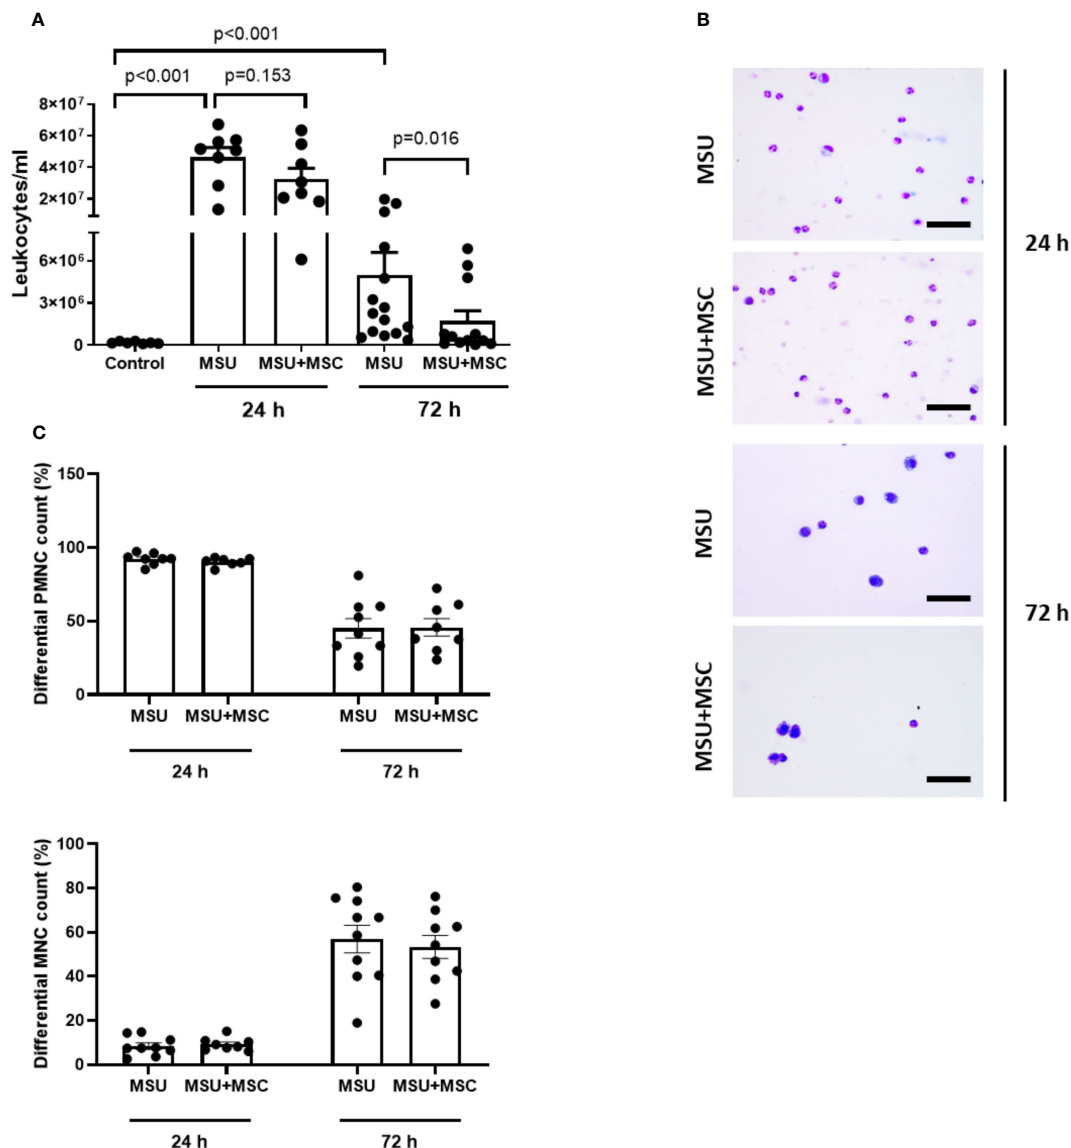 A
p<0.001
p<0.001
p=0.153
p=0.016
Leukocytes/ml
8×10⁷
6×10⁷
4×10⁷
2×10⁷
6×10⁶
3×10⁶
0
Control
MSU
MSU+MSC
MSU
MSU+MSC
24 h
72 h
B
MSU
MSU+MSC
24 h
MSU
MSU+MSC
72 h
C
Differential PMNC count (%)
150
100
50
0
MSU
MSU+MSC
MSU
MSU+MSC
24 h
72 h
Differential MNC count (%)
100
80
60
40
20
0
MSU
MSU+MSC
MSU
MSU+MSC
24 h
72 h